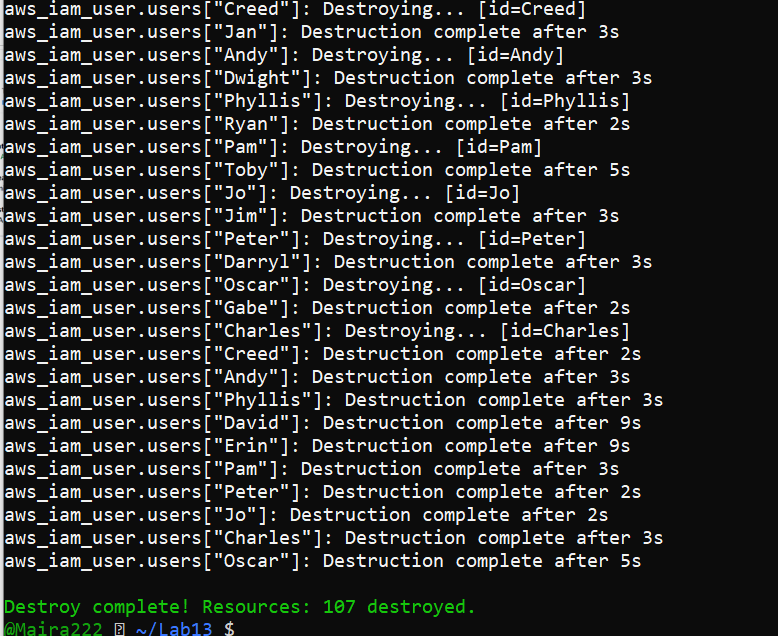 aws_iam_user.users["Creed"]: Destroying... [id=Creed]
aws_iam_user.users["Jan"]: Destruction complete after 3s
aws_iam_user.users["Andy"]: Destroying... [id=Andy]
aws_iam_user.users["Dwight"]: Destruction complete after 3s
aws_iam_user.users["Phyllis"]: Destroying... [id=Phyllis]
aws_iam_user.users["Ryan"]: Destruction complete after 2s
aws_iam_user.users["Pam"]: Destroying... [id=Pam]
aws_iam_user.users["Toby"]: Destruction complete after 5s
aws_iam_user.users["Jo"]: Destroying... [id=Jo]
aws_iam_user.users["Jim"]: Destruction complete after 3s
aws_iam_user.users["Peter"]: Destroying... [id=Peter]
aws_iam_user.users["Darryl"]: Destruction complete after 3s
aws_iam_user.users["Oscar"]: Destroying... [id=Oscar]
aws_iam_user.users["Gabe"]: Destruction complete after 2s
aws_iam_user.users["Charles"]: Destroying... [id=Charles]
aws_iam_user.users["Creed"]: Destruction complete after 2s
aws_iam_user.users["Andy"]: Destruction complete after 3s
aws_iam_user.users["Phyllis"]: Destruction complete after 3s
aws_iam_user.users["David"]: Destruction complete after 9s
aws_iam_user.users["Erin"]: Destruction complete after 9s
aws_iam_user.users["Pam"]: Destruction complete after 3s
aws_iam_user.users["Peter"]: Destruction complete after 2s
aws_iam_user.users["Jo"]: Destruction complete after 2s
aws_iam_user.users["Charles"]: Destruction complete after 3s
aws_iam_user.users["Oscar"]: Destruction complete after 5s
Destroy complete! Resources: 107 destroyed.
@Maira222 ~/Lab13 $